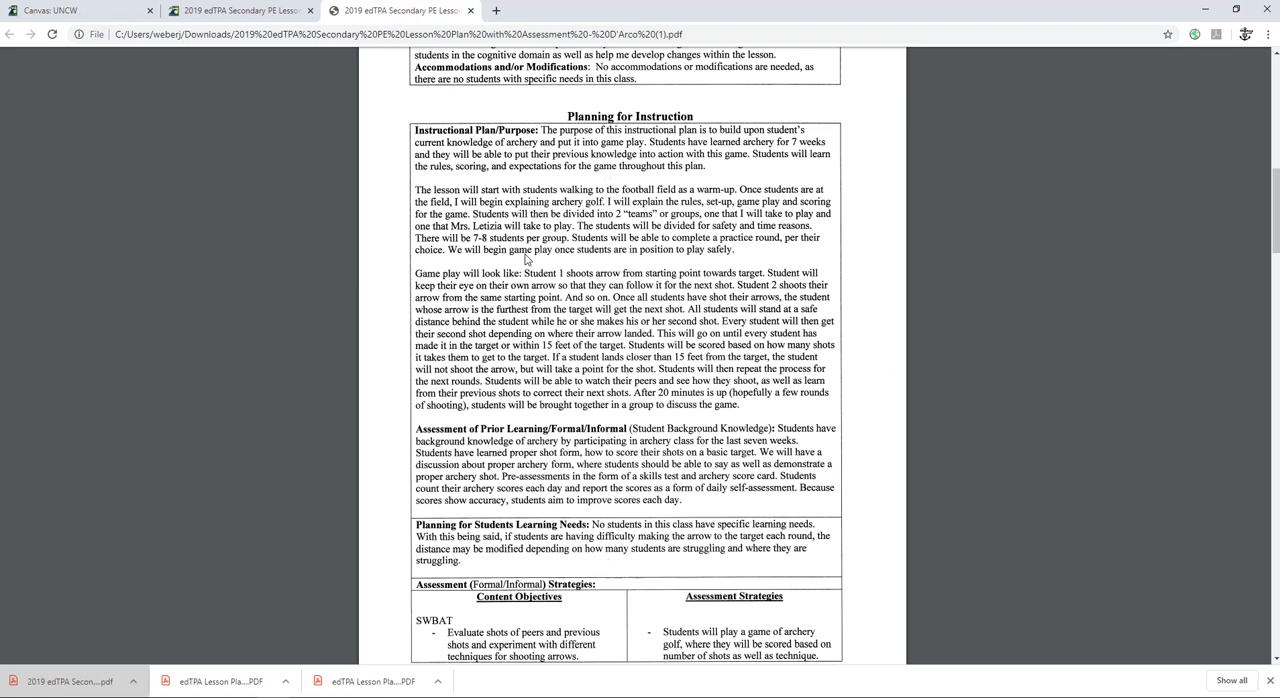 Canvas: UNCW
2019 edTPA Secondary PE Lesso
2019 edTPA Secondary PE Lesso
File
C:/Users/weberj/Downloads/2019%20edTPA%20Secondary%20PE%20Lesson%20Plan%20with%20Assessment%20-%20D'Arco%20(1).pdf
students in the cognitive domain as well as help me develop changes within the lesson.
Accommodations and/or Modifications: No accommodations or modifications are needed, as
there are no students with specific needs in this class.
Planning for Instruction
Instructional Plan/Purpose: The purpose of this instructional plan is to build upon student's
current knowledge of archery and put it into game play. Students have learned archery for 7 weeks
and they will be able to put their previous knowledge into action with this game. Students will learn
the rules, scoring, and expectations for the game throughout this plan.
The lesson will start with students walking to the football field as a warm-up. Once students are at
the field, I will begin explaining archery golf. I will explain the rules, set-up, game play and scoring
for the game. Students will then be divided into 2 “teams” or groups, one that I will take to play and
one that Mrs. Letizia will take to play. The students will be divided for safety and time reasons.
There will be 7-8 students per group. Students will be able to complete a practice round, per their
choice. We will begin game play once students are in position to play safely.
Game play will look like: Student 1 shoots arrow from starting point towards target. Student will
keep their eye on their own arrow so that they can follow it for the next shot. Student 2 shoots their
arrow from the same starting point. And so on. Once all students have shot their arrows, the student
whose arrow is the furthest from the target will get the next shot. All students will stand at a safe
distance behind the student while he or she makes his or her second shot. Every student will then get
their second shot depending on where their arrow landed. This will go on until every student has
made it in the target or within 15 feet of the target. Students will be scored based on how many shots
it takes them to get to the target. If a student lands closer than 15 feet from the target, the student
will not shoot the arrow, but will take a point for the shot. Students will then repeat the process for
the next rounds. Students will be able to watch their peers and see how they shoot, as well as learn
from their previous shots to correct their next shots. After 20 minutes is up (hopefully a few rounds
of shooting), students will be brought together in a group to discuss the game.
Assessment of Prior Learning/Formal/Informal (Student Background Knowledge): Students have
background knowledge of archery by participating in archery class for the last seven weeks.
Students have learned proper shot form, how to score their shots on a basic target. We will have a
discussion about proper archery form, where students should be able to say as well as demonstrate a
proper archery shot. Pre-assessments in the form of a skills test and archery score card. Students
count their archery scores each day and report the scores as a form of daily self-assessment. Because
scores show accuracy, students aim to improve scores each day.
Planning for Students Learning Needs: No students in this class have specific learning needs.
With this being said, if students are having difficulty making the arrow to the target each round, the
distance may be modified depending on how many students are struggling and where they are
struggling.
Assessment (Formal/Informal) Strategies:
Content Objectives
SWBAT
- Evaluate shots of peers and previous
shots and experiment with different
techniques for shooting arrows.
Assessment Strategies
- Students will play a game of archery
golf, where they will be scored based on
number of shots as well as technique.
2019 edTPA Secon....pdf
edTPA Lesson Pla....PDF
edTPA Lesson Pla....PDF
Show all